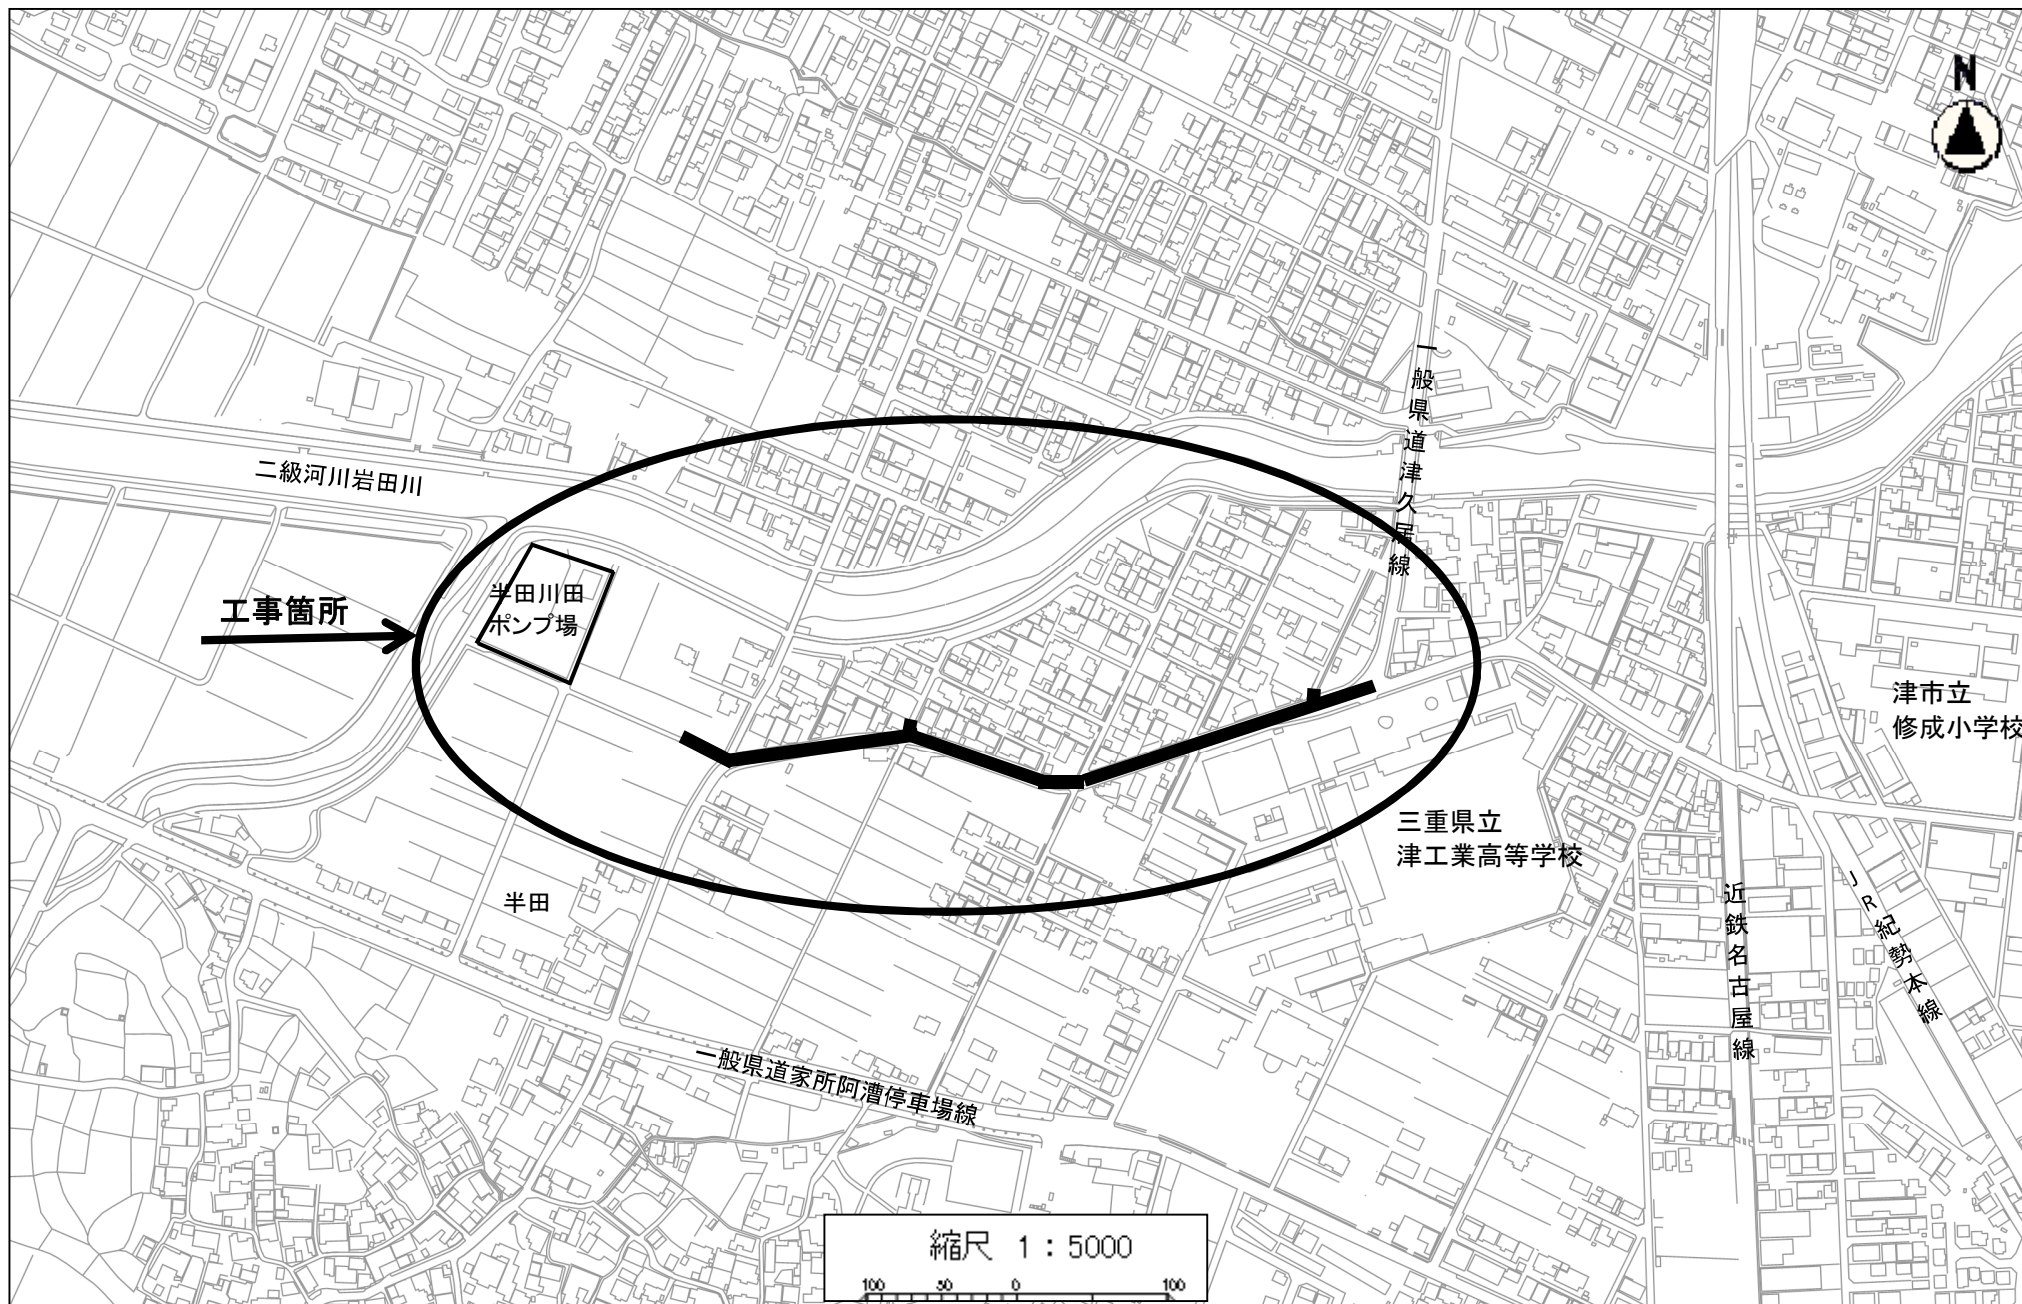 N
一般県道津久居線
二級河川岩田川
半田川田
ポンプ場
工事箇所
津市立
修成小学校
三重県立
津工業高等学校
半田
近鉄名古屋線
JR紀勢本線
一般県道家所阿漕停車場線
縮尺 1：5000
100 50 0 100